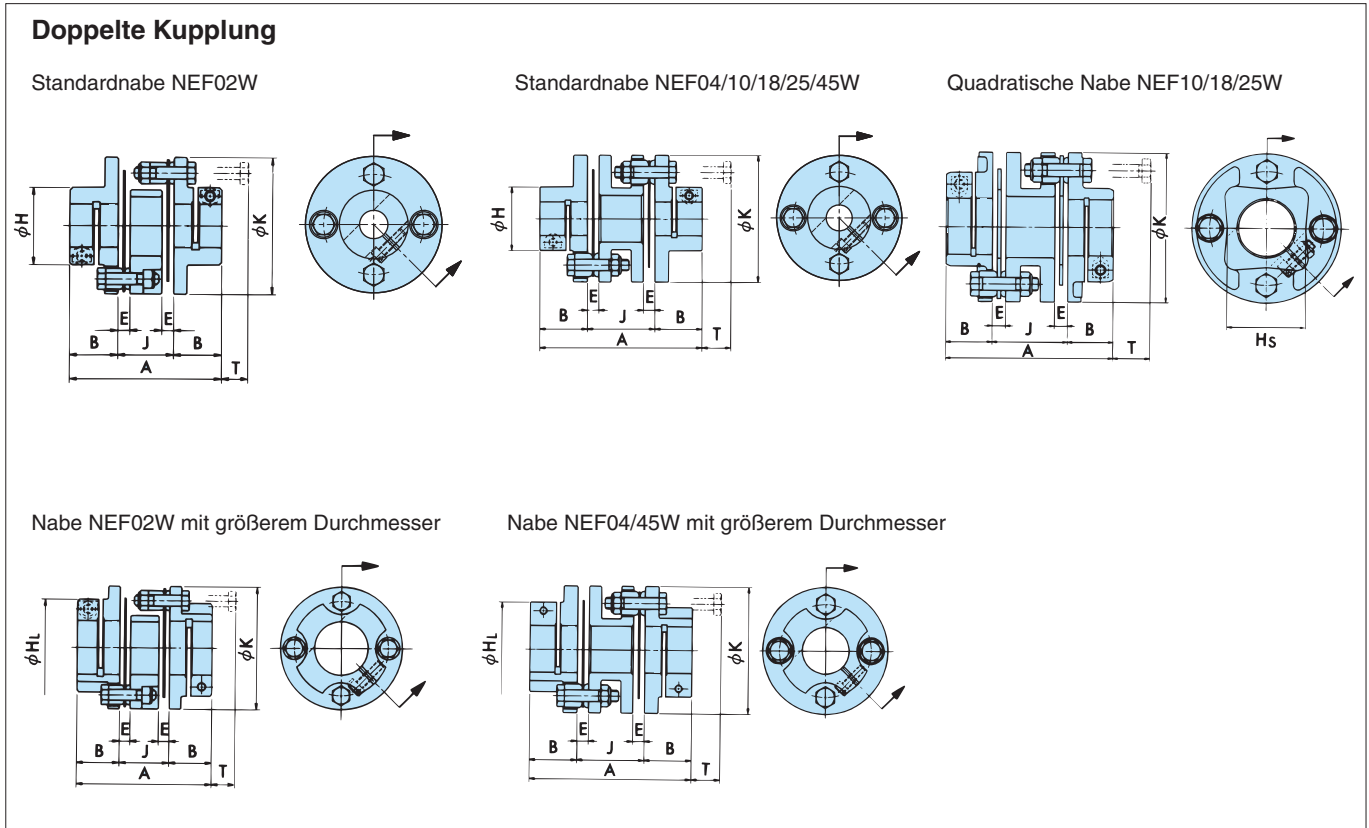 Doppelte Kupplung
Standardnabe NEF02W
Standardnabe NEF04/10/18/25/45W
Quadratische Nabe NEF10/18/25W
φH
φK
E
E
B
J
B
A
T
φH
φK
E
E
B
J
B
A
T
φK
E
E
B
J
B
A
T
Hs
Nabe NEF02W mit größerem Durchmesser
Nabe NEF04/45W mit größerem Durchmesser
φHL
φK
E
E
B
J
B
A
T
φHL
φK
E
E
B
J
B
A
T